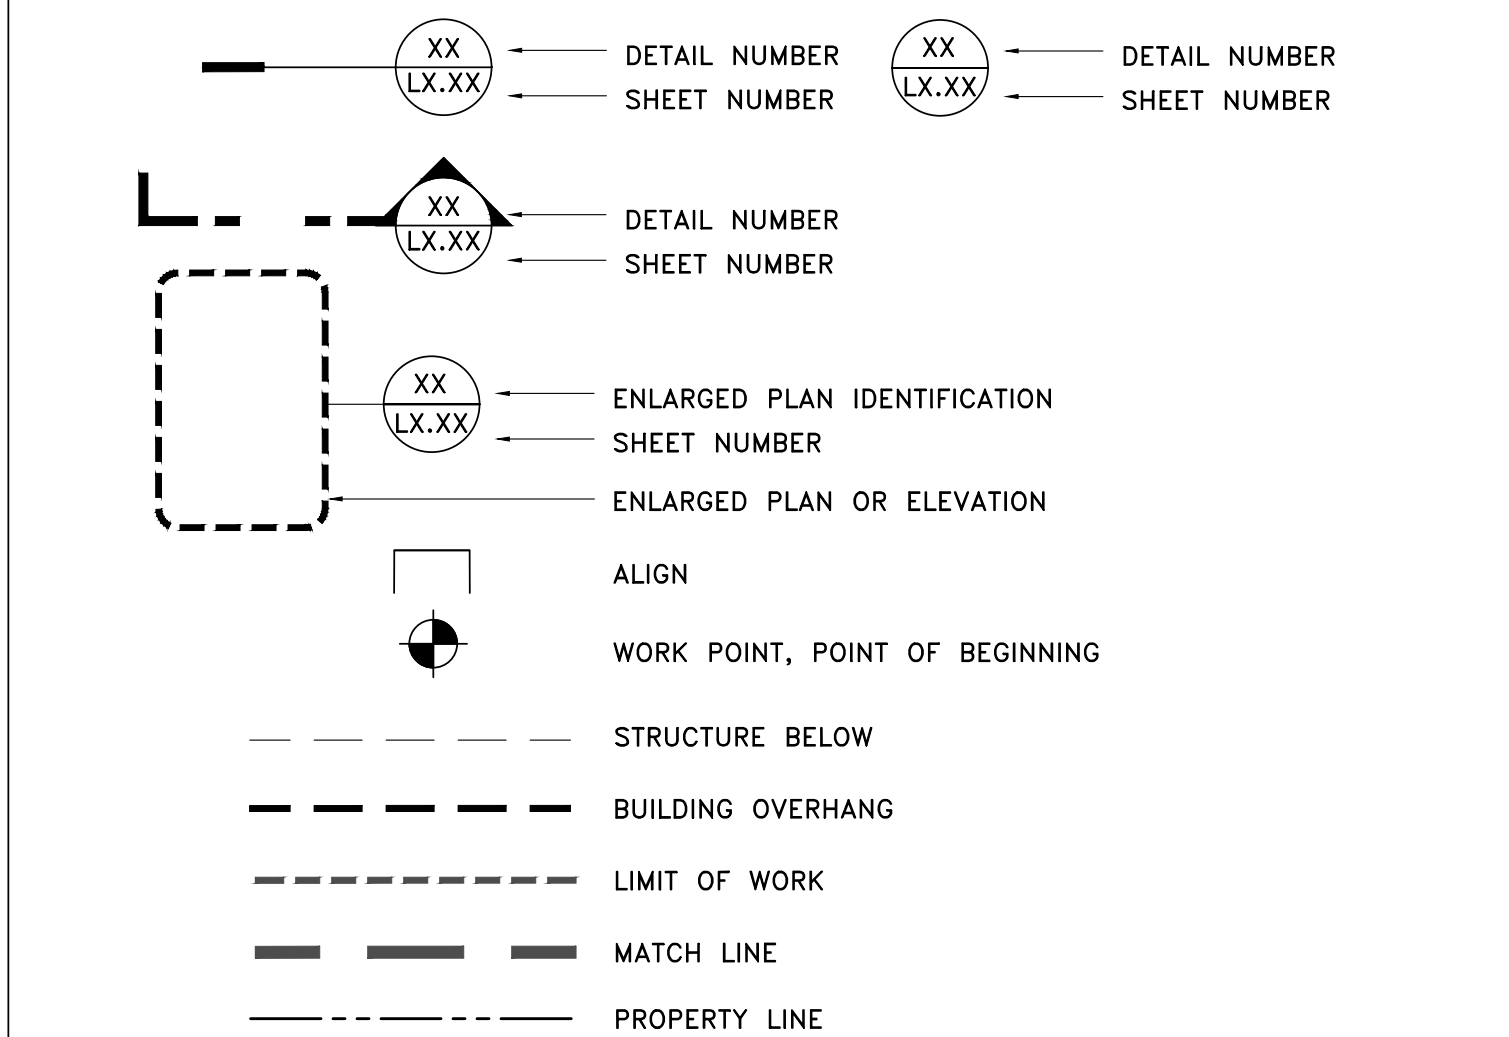 XX
LX.XX
DETAIL NUMBER
SHEET NUMBER
XX
LX.XX
DETAIL NUMBER
SHEET NUMBER
XX
LX.XX
DETAIL NUMBER
SHEET NUMBER
XX
LX.XX
ENLARGED PLAN IDENTIFICATION
SHEET NUMBER
ENLARGED PLAN OR ELEVATION
ALIGN
WORK POINT, POINT OF BEGINNING
STRUCTURE BELOW
BUILDING OVERHANG
LIMIT OF WORK
MATCH LINE
PROPERTY LINE